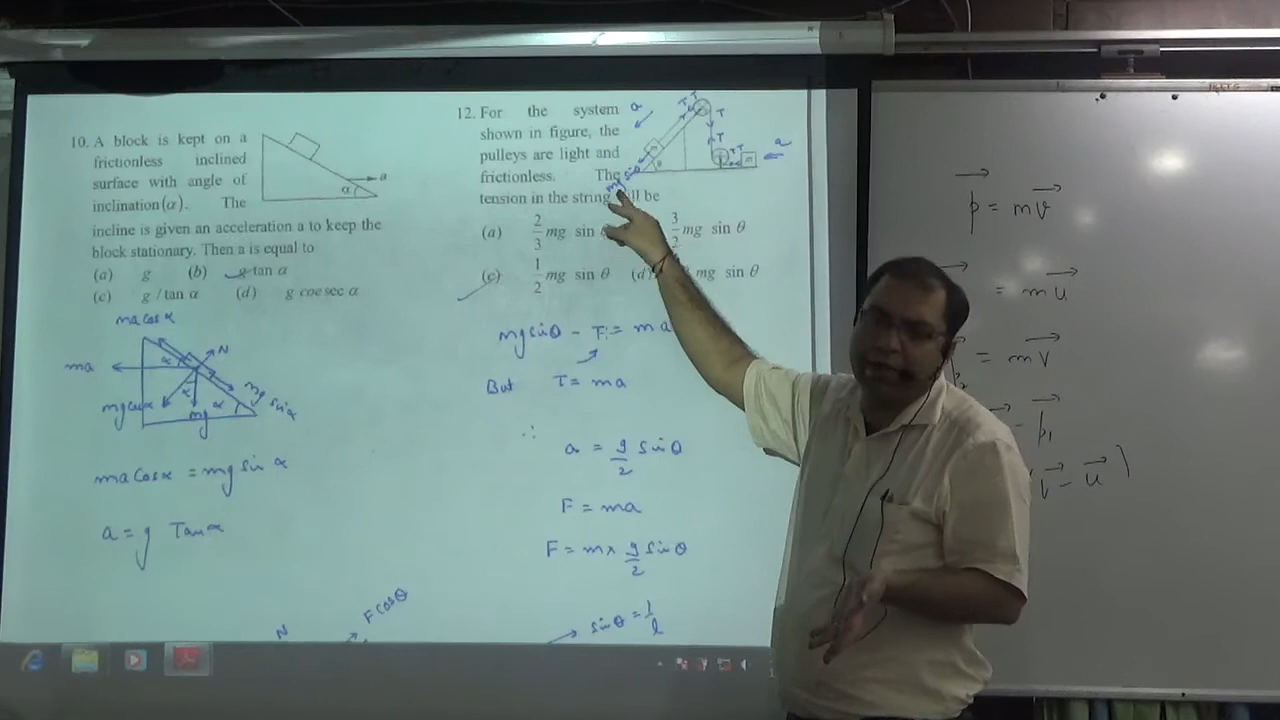 10. A block is kept on a
frictionless inclined
surface with angle of
inclination(α). The
incline is given an acceleration a to keep the
block stationary. Then a is equal to
(a) g (b) g tan α
(c) g / tan α (d) g coesec α
α
a
ma cos α
N
ma
α
α
mg cos α
mg
α
mg sin α
ma cos α = mg sin α
a = g Tan α
N
F cos θ
12. For the system
shown in figure, the
pulleys are light and
frictionless. The
tension in the string will be
(a) 2/3 mg sin 3/2 mg sin θ
(c) 1/2 mg sin θ (d) mg sin θ
a
T
T
T
T
T T
m
m
θ
a
mg sin θ
mg sin θ - T = ma
But T = ma
∴
a = g/2 sin θ
F = ma
F = m × g/2 sin θ
sin θ = 1/l
p⃗ = m v⃗
= m u⃗
= m v⃗
- p₁
v⃗ - u⃗ )